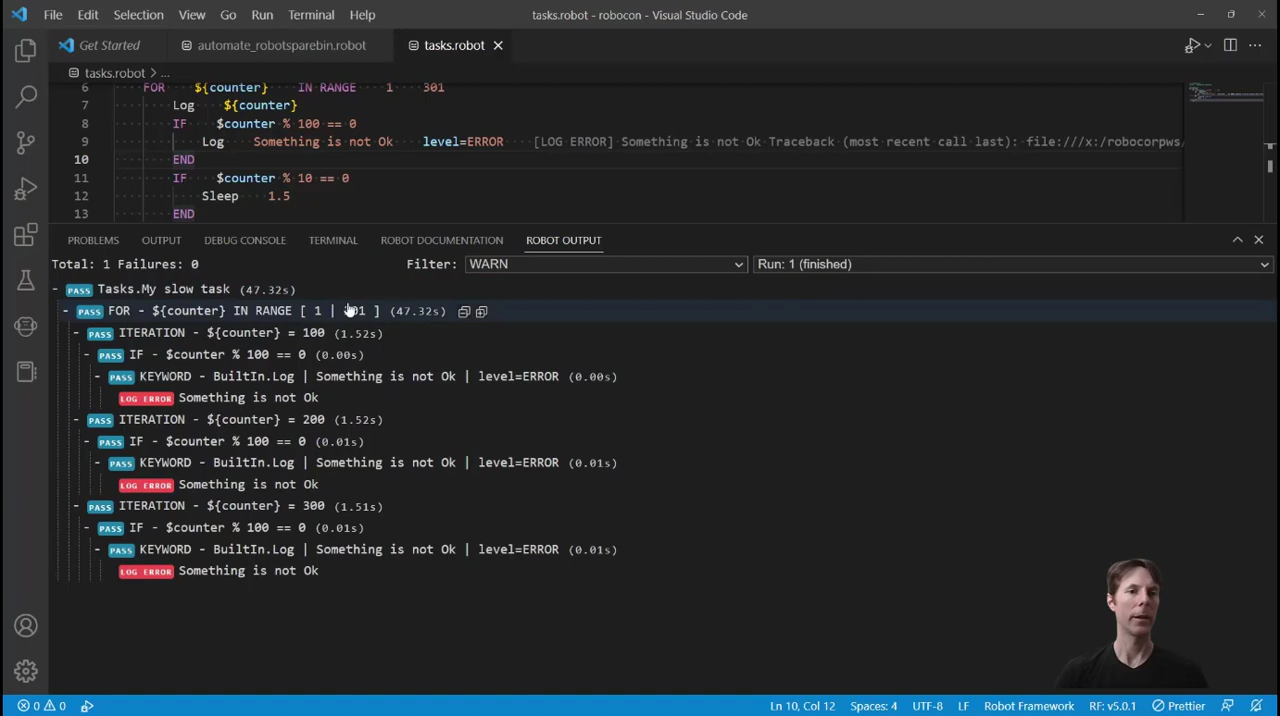 File Edit Selection View Go Run Terminal Help tasks.robot - robocon - Visual Studio Code
Get Started automate_robotsparebin.robot tasks.robot
tasks.robot > ...
6 FOR ${counter} IN RANGE 1 301
7 Log ${counter}
8 IF $counter % 100 == 0
9 Log Something is not Ok level=ERROR [LOG ERROR] Something is not Ok Traceback (most recent call last): file:///x:/robocorpws/
10 END
11 IF $counter % 10 == 0
12 Sleep 1.5
13 END
PROBLEMS OUTPUT DEBUG CONSOLE TERMINAL ROBOT DOCUMENTATION ROBOT OUTPUT
Total: 1 Failures: 0 Filter: WARN Run: 1 (finished)
- PASS Tasks.My slow task (47.32s)
- PASS FOR - ${counter} IN RANGE [ 1 | 01 ] (47.32s)
- PASS ITERATION - ${counter} = 100 (1.52s)
- PASS IF - $counter % 100 == 0 (0.00s)
- PASS KEYWORD - BuiltIn.Log | Something is not Ok | level=ERROR (0.00s)
LOG ERROR Something is not Ok
- PASS ITERATION - ${counter} = 200 (1.52s)
- PASS IF - $counter % 100 == 0 (0.01s)
- PASS KEYWORD - BuiltIn.Log | Something is not Ok | level=ERROR (0.01s)
LOG ERROR Something is not Ok
- PASS ITERATION - ${counter} = 300 (1.51s)
- PASS IF - $counter % 100 == 0 (0.01s)
- PASS KEYWORD - BuiltIn.Log | Something is not Ok | level=ERROR (0.01s)
LOG ERROR Something is not Ok
0 0 Ln 10, Col 12 Spaces: 4 UTF-8 LF Robot Framework RF: v5.0.1 Prettier